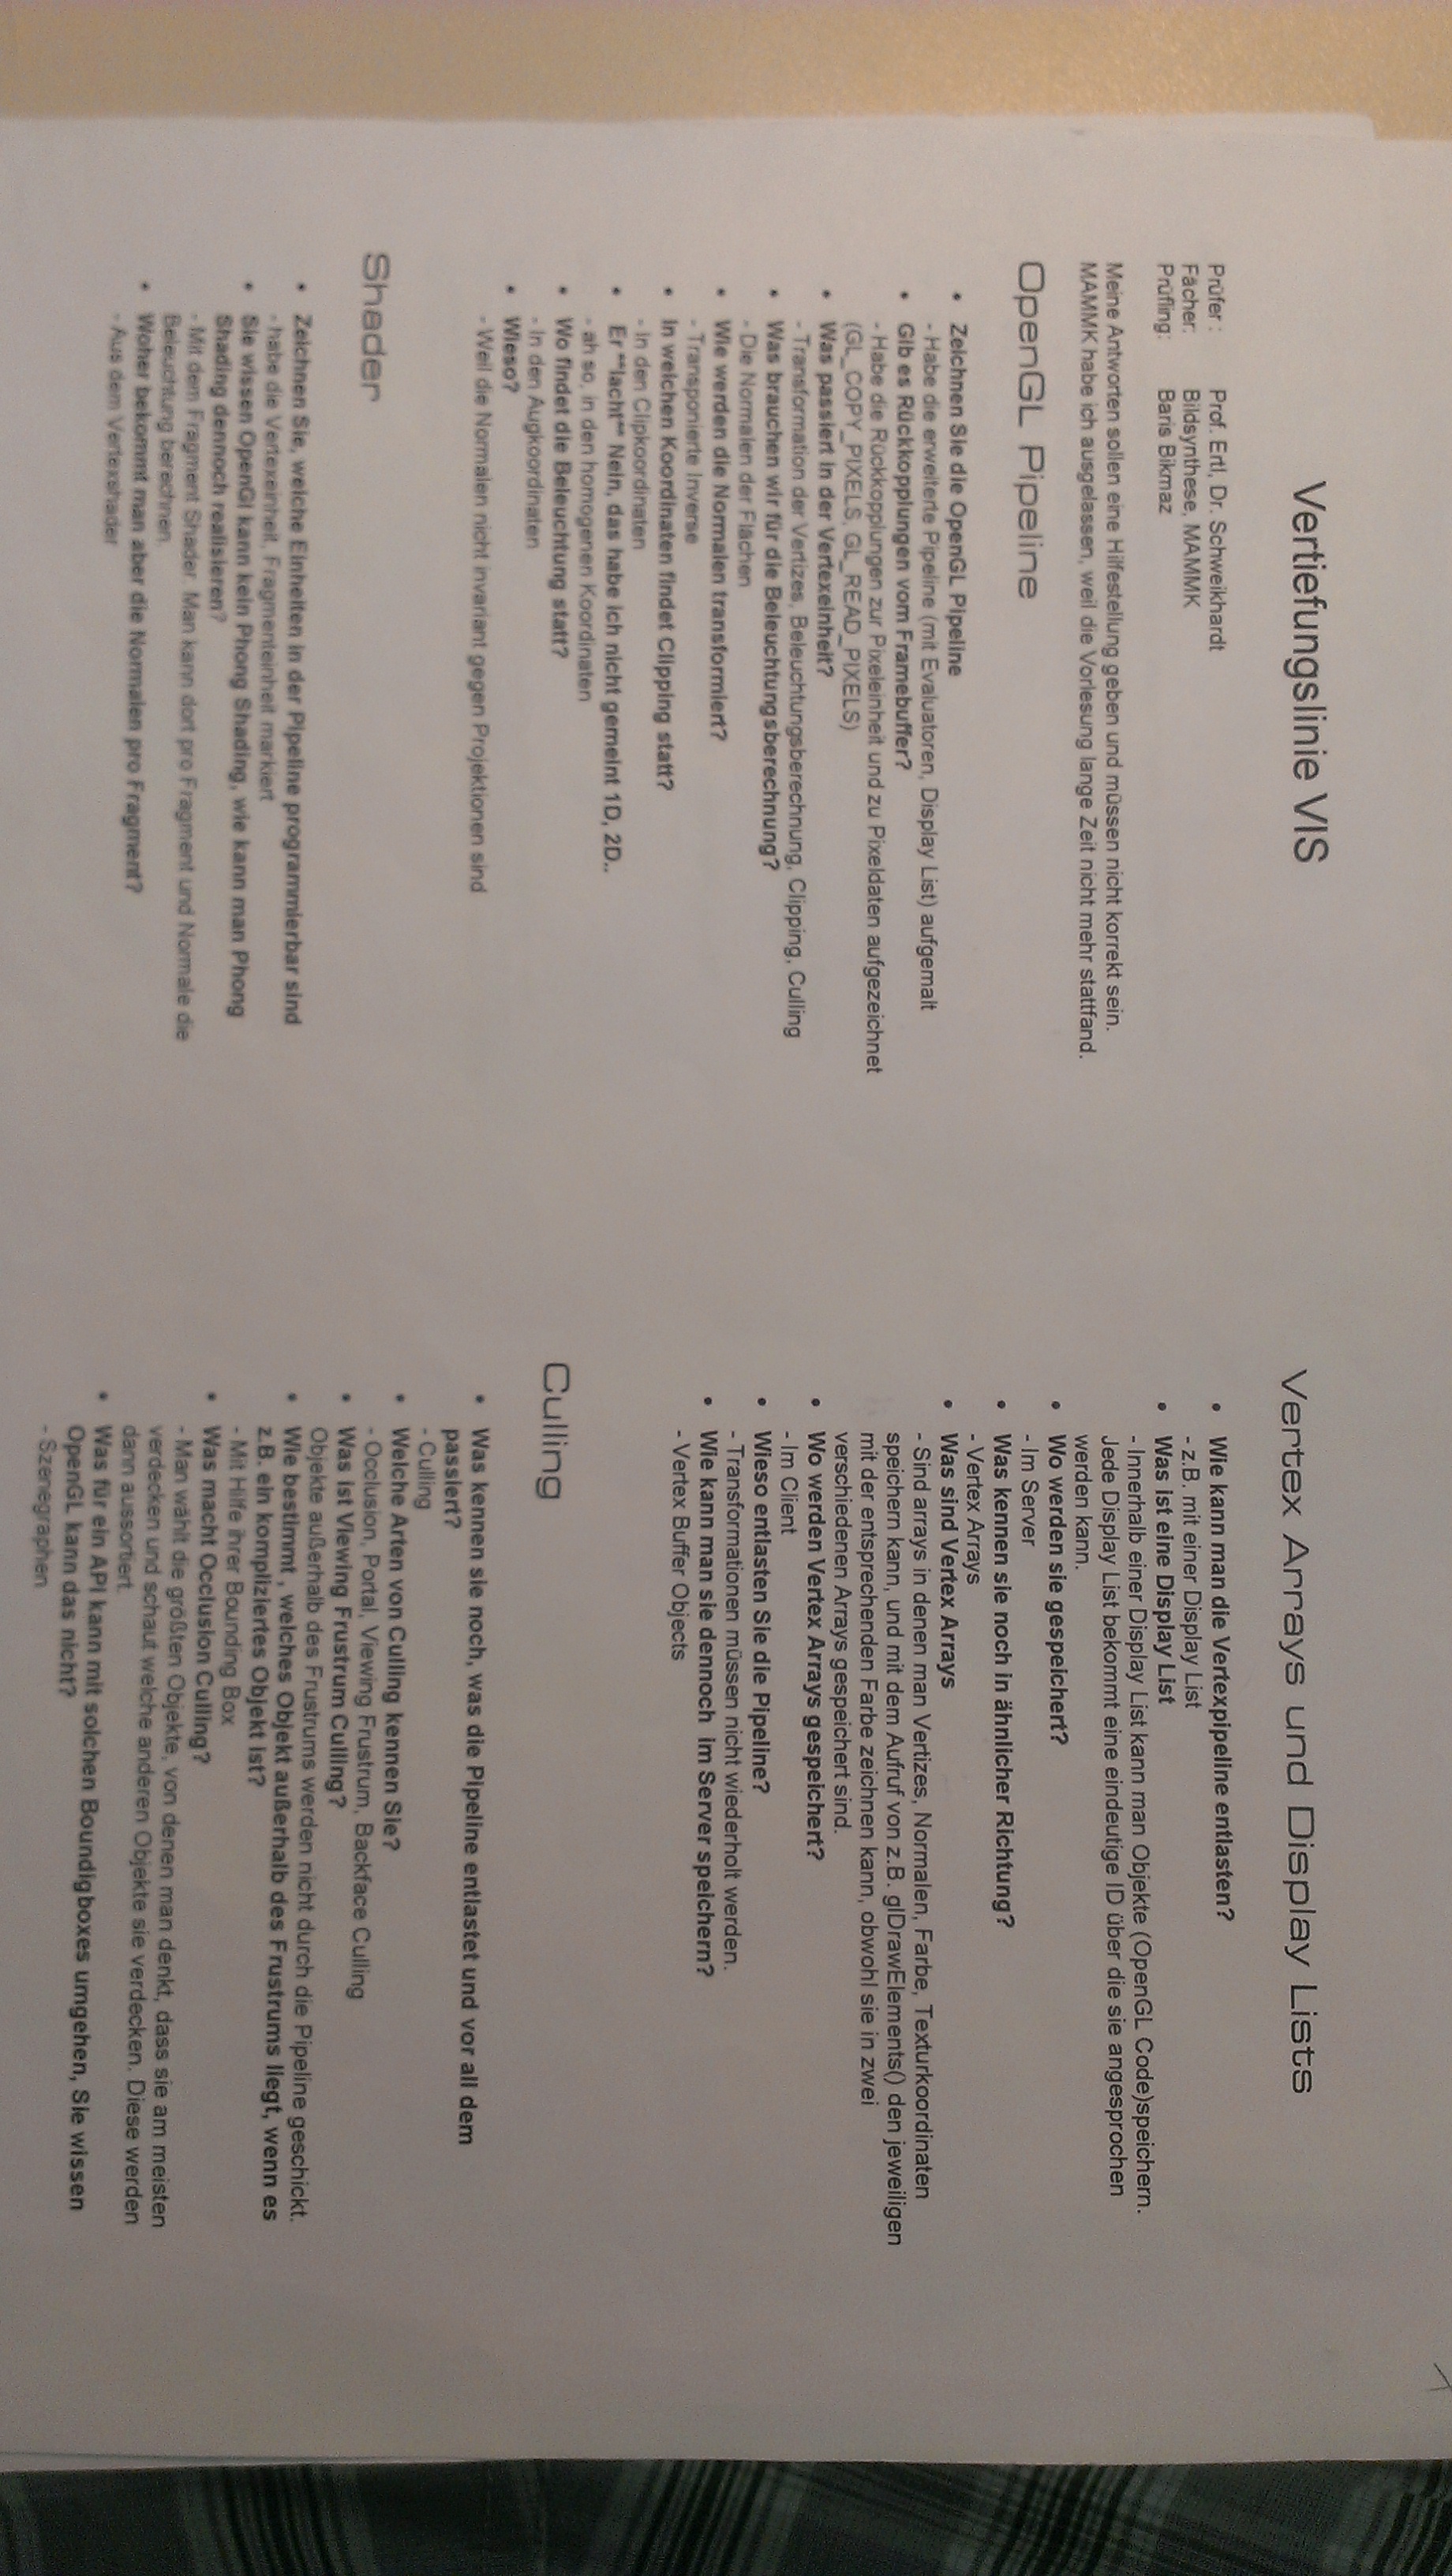 Vertiefungslinie VIS
Prüfer : Prof. Ertl, Dr. Schweikhardt
Fächer: Bildsynthese, MAMMK
Prüfling: Baris Bikmaz
Meine Antworten sollen eine Hilfestellung geben und müssen nicht korrekt sein.
MAMMK habe ich ausgelassen, weil die Vorlesung lange Zeit nicht mehr stattfand.
OpenGL Pipeline
• Zeichnen Sie die OpenGL Pipeline
- Habe die erweiterte Pipeline (mit Evaluatoren, Display List) aufgemalt
• Gib es Rückkopplungen vom Framebuffer?
- Habe die Rückkopplungen zur Pixeleinheit und zu Pixeldaten aufgezeichnet
(GL_COPY_PIXELS, GL_READ_PIXELS)
• Was passiert in der Vertexeinheit?
- Transformation der Vertizes, Beleuchtungsberechnung, Clipping, Culling
• Was brauchen wir für die Beleuchtungsberechnung?
- Die Normalen der Flächen
• Wie werden die Normalen transformiert?
- Transponierte Inverse
• In welchen Koordinaten findet Clipping statt?
- In den Clipkoordinaten
• Er **lacht** Nein, das habe ich nicht gemeint 1D, 2D..
- ah so, in den homogenen Koordinaten
• Wo findet die Beleuchtung statt?
- In den Augkoordinaten
• Wieso?
- Weil die Normalen nicht invariant gegen Projektionen sind
Shader
• Zeichnen Sie, welche Einheiten in der Pipeline programmierbar sind
- habe die Vertexeinheit, Fragmenteinheit markiert
• Sie wissen OpenGl kann kein Phong Shading, wie kann man Phong
Shading dennoch realisieren?
- Mit dem Fragment Shader. Man kann dort pro Fragment und Normale die
Beleuchtung berechnen.
• Woher bekommt man aber die Normalen pro Fragment?
- Aus dem Vertexshader
Vertex Arrays und Display Lists
• Wie kann man die Vertexpipeline entlasten?
- z.B. mit einer Display List
• Was ist eine Display List
- Innerhalb einer Display List kann man Objekte (OpenGL Code)speichern.
Jede Display List bekommt eine eindeutige ID über die sie angesprochen
werden kann.
• Wo werden sie gespeichert?
- Im Server
• Was kennen sie noch in ähnlicher Richtung?
- Vertex Arrays
• Was sind Vertex Arrays
- Sind arrays in denen man Vertizes, Normalen, Farbe, Texturkoordinaten
speichern kann, und mit dem Aufruf von z.B. glDrawElements() den jeweiligen
mit der entsprechenden Farbe zeichnen kann, obwohl sie in zwei
verschiedenen Arrays gespeichert sind.
• Wo werden Vertex Arrays gespeichert?
- Im Client
• Wieso entlasten Sie die Pipeline?
- Transformationen müssen nicht wiederholt werden.
• Wie kann man sie dennoch im Server speichern?
- Vertex Buffer Objects
Culling
• Was kennen sie noch, was die Pipeline entlastet und vor all dem
passiert?
- Culling
• Welche Arten von Culling kennen Sie?
- Occlusion, Portal, Viewing Frustrum, Backface Culling
• Was ist Viewing Frustrum Culling?
Objekte außerhalb des Frustrums werden nicht durch die Pipeline geschickt.
• Wie bestimmt , welches Objekt außerhalb des Frustrums liegt, wenn es
z.B. ein kompliziertes Objekt ist?
- Mit Hilfe ihrer Bounding Box
• Was macht Occlusion Culling?
- Man wählt die größten Objekte, von denen man denkt, dass sie am meisten
verdecken und schaut welche anderen Objekte sie verdecken. Diese werden
dann aussortiert.
• Was für ein API kann mit solchen Boundigboxes umgehen, Sie wissen
OpenGL kann das nicht?
- Szenegraphen